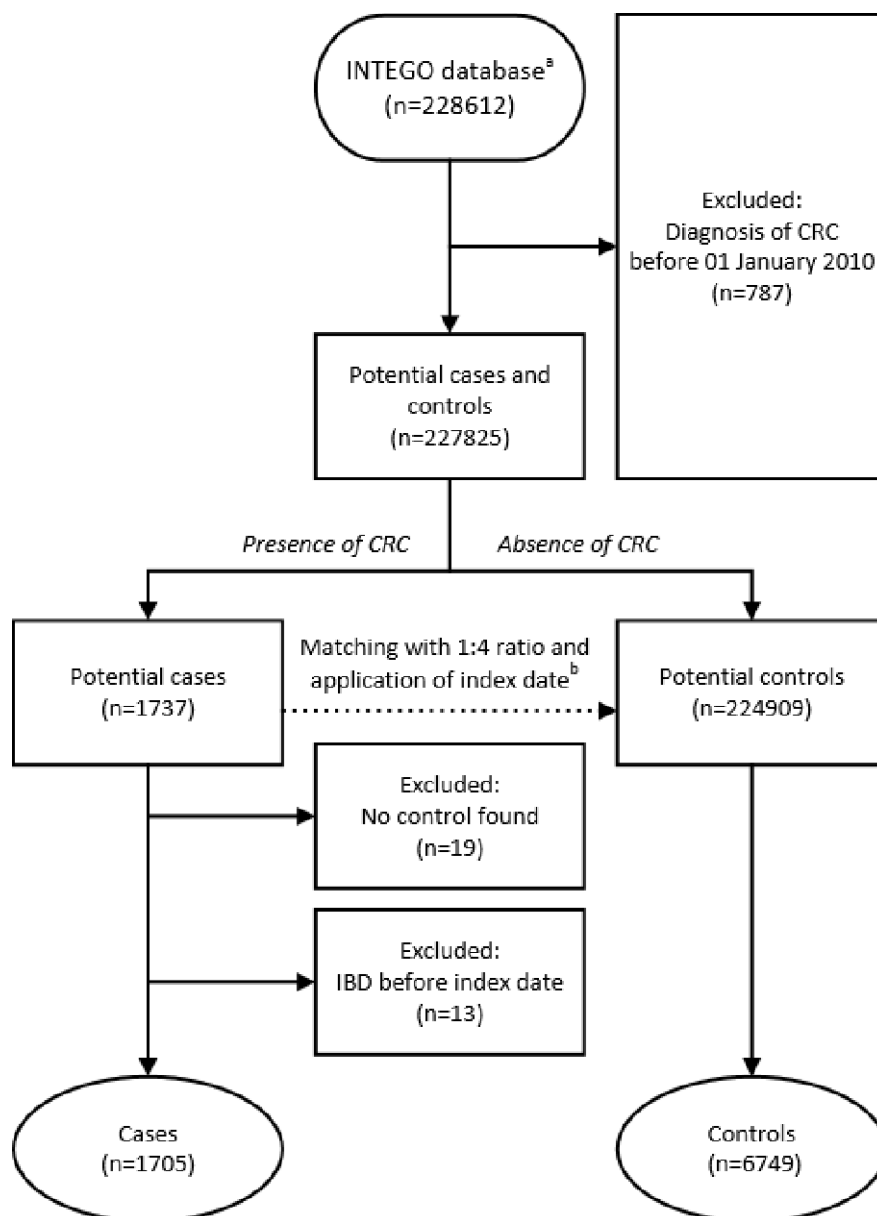 INTEGO databaseᵃ
(n=228612)
Excluded:
Diagnosis of CRC
before 01 January 2010
(n=787)
Potential cases and
controls
(n=227825)
Presence of CRC
Absence of CRC
Potential cases
(n=1737)
Matching with 1:4 ratio and
application of index dateᵇ
Potential controls
(n=224909)
Excluded:
No control found
(n=19)
Excluded:
IBD before index date
(n=13)
Cases
(n=1705)
Controls
(n=6749)